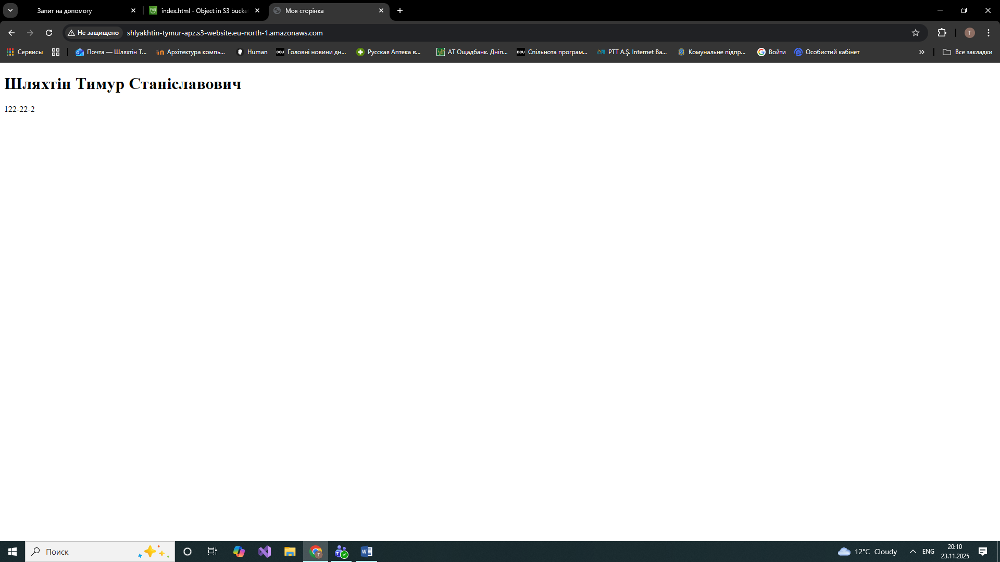 Запит на допомогу
index.html - Object in S3 bucke
Моя сторінка
Не защищено
shlyakhtin-tymur-apz.s3-website.eu-north-1.amazonaws.com
T
Сервисы
Почта — Шляхтін Т...
Архітектура компь...
Human
DOU Головні новини дн...
Русская Аптека в...
АТ Ощадбанк. Дніп...
DOU Спільнота програм...
PTT A.Ş. Internet Ba...
Комунальне підпр...
Войти
Особистий кабінет
Все закладки
Шляхтін Тимур Станіславович
122-22-2
Поиск
12°C Cloudy
ENG
20:10
23.11.2025